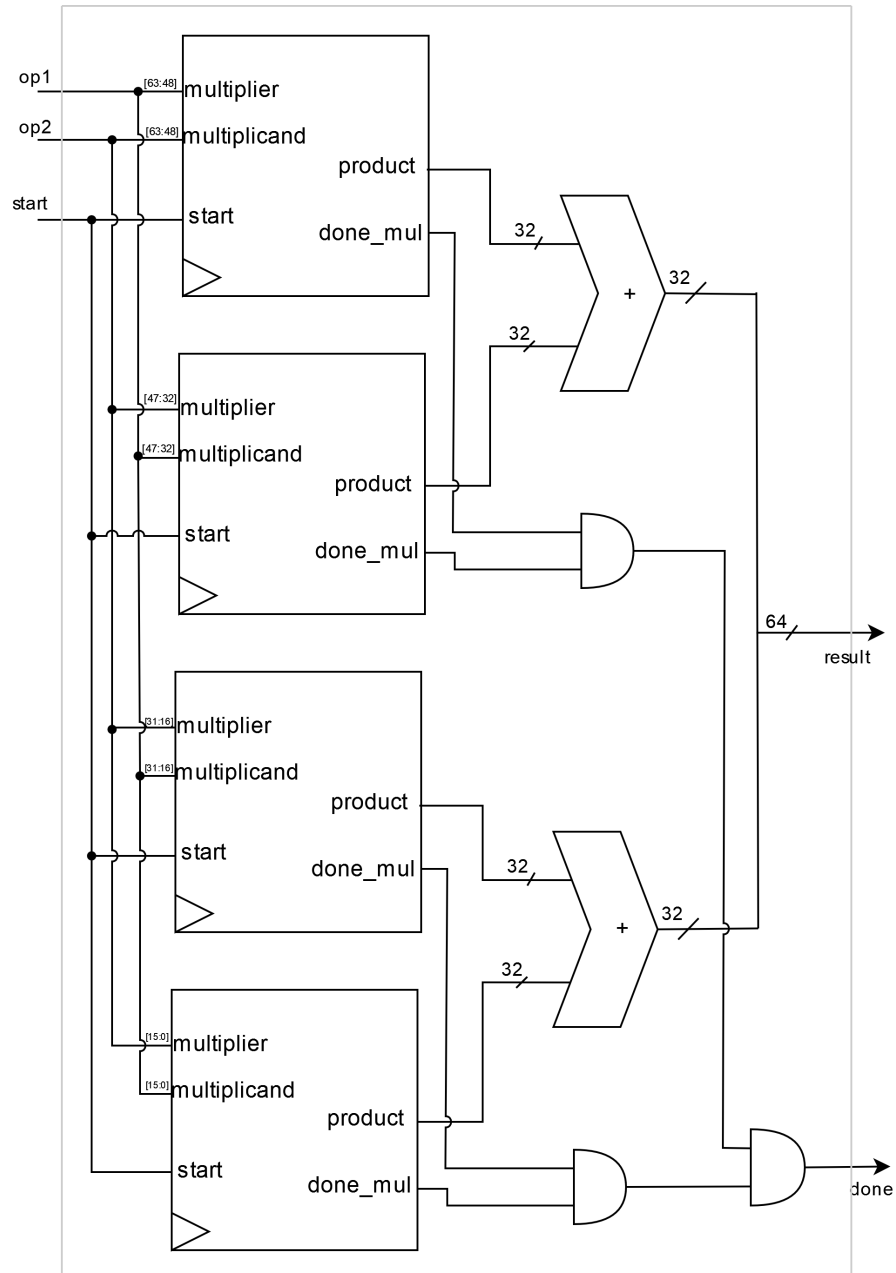 op1
[63:48]
multiplier
op2
[63:48]
multiplicand
product
start
start
done_mul
32
32
+
32
[47:32]
multiplier
[47:32]
multiplicand
product
start
done_mul
64
result
[31:16]
multiplier
[31:16]
multiplicand
product
start
done_mul
32
32
+
32
[15:0]
multiplier
[15:0]
multiplicand
product
start
done_mul
done